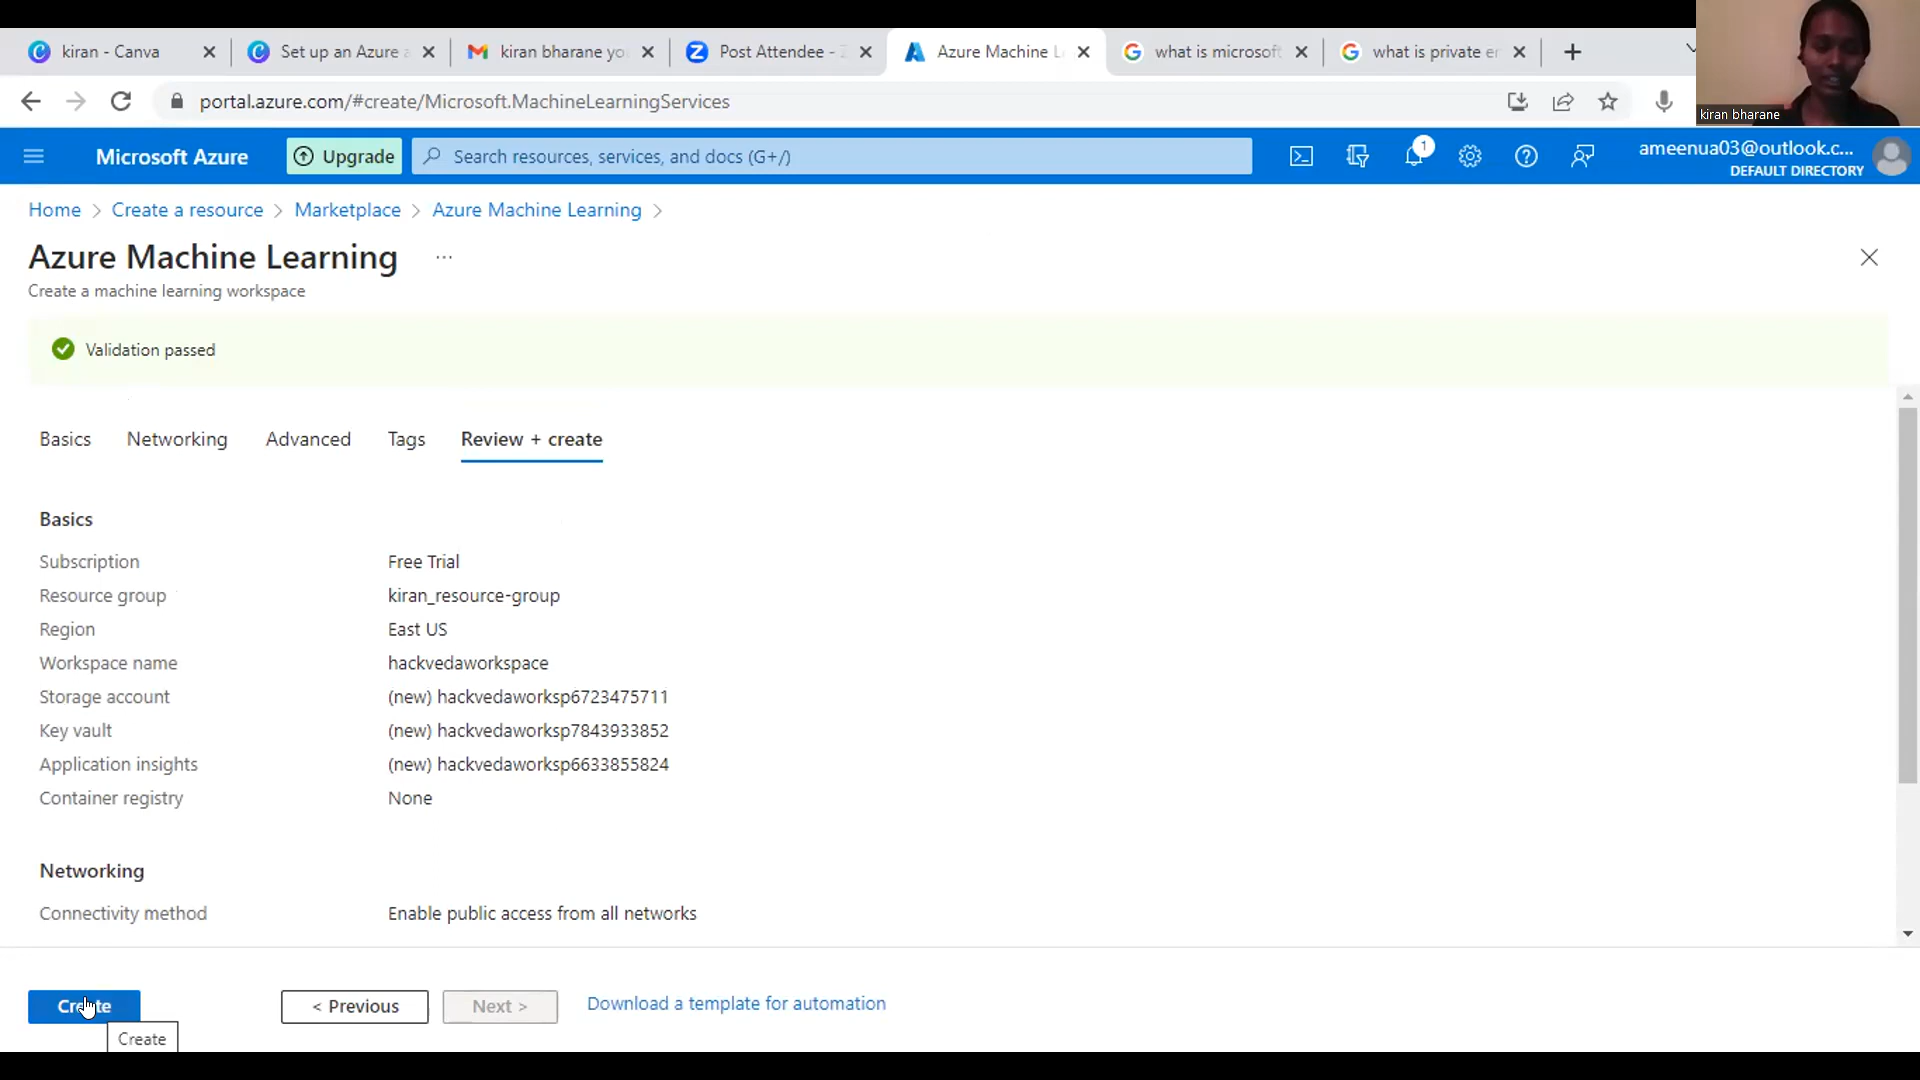 kiran - Canva
Set up an Azure a
kiran bharane yo
Post Attendee - Z
Azure Machine L
what is microsoft
what is private e
portal.azure.com/#create/Microsoft.MachineLearningServices
kiran bharane
Microsoft Azure
Upgrade
Search resources, services, and docs (G+/)
1
ameenua03@outlook.c...
DEFAULT DIRECTORY
Home > Create a resource > Marketplace > Azure Machine Learning >
Azure Machine Learning ...
Create a machine learning workspace
Validation passed
Basics Networking Advanced Tags Review + create
Basics
Subscription Free Trial
Resource group kiran_resource-group
Region East US
Workspace name hackvedaworkspace
Storage account (new) hackvedaworksp6723475711
Key vault (new) hackvedaworksp7843933852
Application insights (new) hackvedaworksp6633855824
Container registry None
Networking
Connectivity method Enable public access from all networks
Create < Previous Next > Download a template for automation
Create